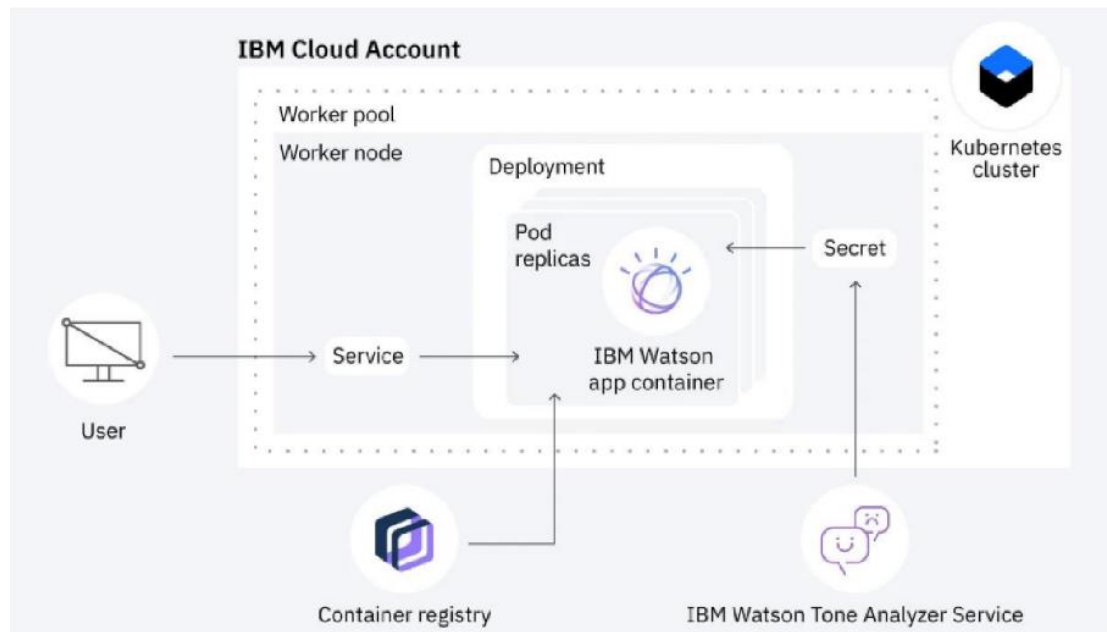 IBM Cloud Account
Worker pool
Worker node
Deployment
Kubernetes
cluster
Pod
replicas
Secret
Service
IBM Watson
app container
User
Container registry
IBM Watson Tone Analyzer Service